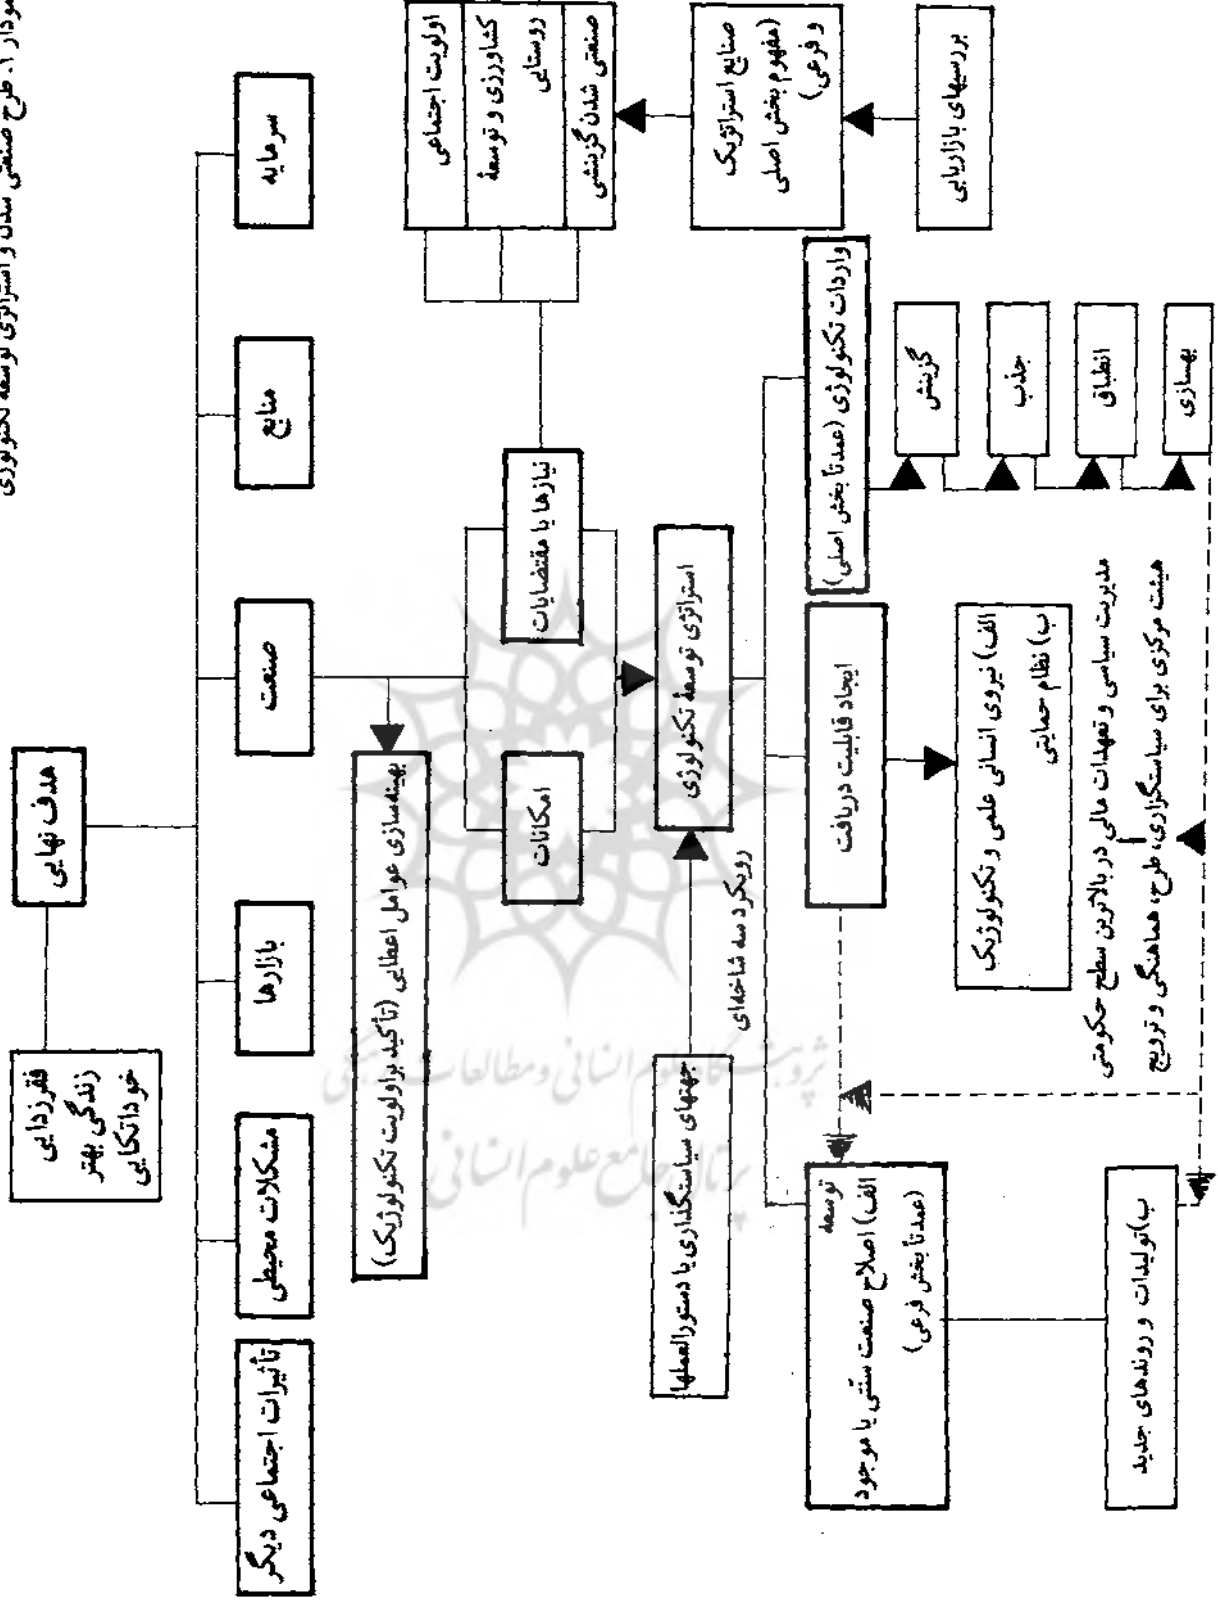 نمودار ۱. طرح صنعتی شدن و استراتژی توسعه تکنولوژی
هدف نهایی
فقرزدایی
زندگی بهتر
خوداتکایی
سرمایه
منابع
صنعت
بازارها
مشکلات محیطی
تأثیرات اجتماعی دیگر
بهینه‌سازی عوامل اعطایی (تأکید بر اولویت تکنولوژیک)
اولویت اجتماعی
کشاورزی و توسعهٔ
روستایی
صنعتی شدن گزینشی
نیازها یا مقتضیات
امکانات
صنایع استراتژیک
(مفهوم بخش اصلی
و فرعی)
بررسیهای بازاریابی
استراتژی توسعهٔ تکنولوژی
جهتهای سیاستگذاری یا دستورالعملها
رویکرد سه شاخه‌ای
واردات تکنولوژی (عمدتاً بخش اصلی)
ایجاد قابلیت دریافت
توسعه
الف) اصلاح صنعت سنّتی یا موجود
(عمدتاً بخش فرعی)
گزینش
جذب
انطباق
بهسازی
الف) نیروی انسانی علمی و تکنولوژیک
ب) نظام حمایتی
مدیریت سیاسی و تعهدات مالی در بالاترین سطح حکومتی
هیئت مرکزی برای سیاستگزاری، طرح، هماهنگی و ترویج
ب) تولیدات و روندهای جدید
پژوهشگاه علوم انسانی و مطالعات فرهنگی
پرتال جامع علوم انسانی